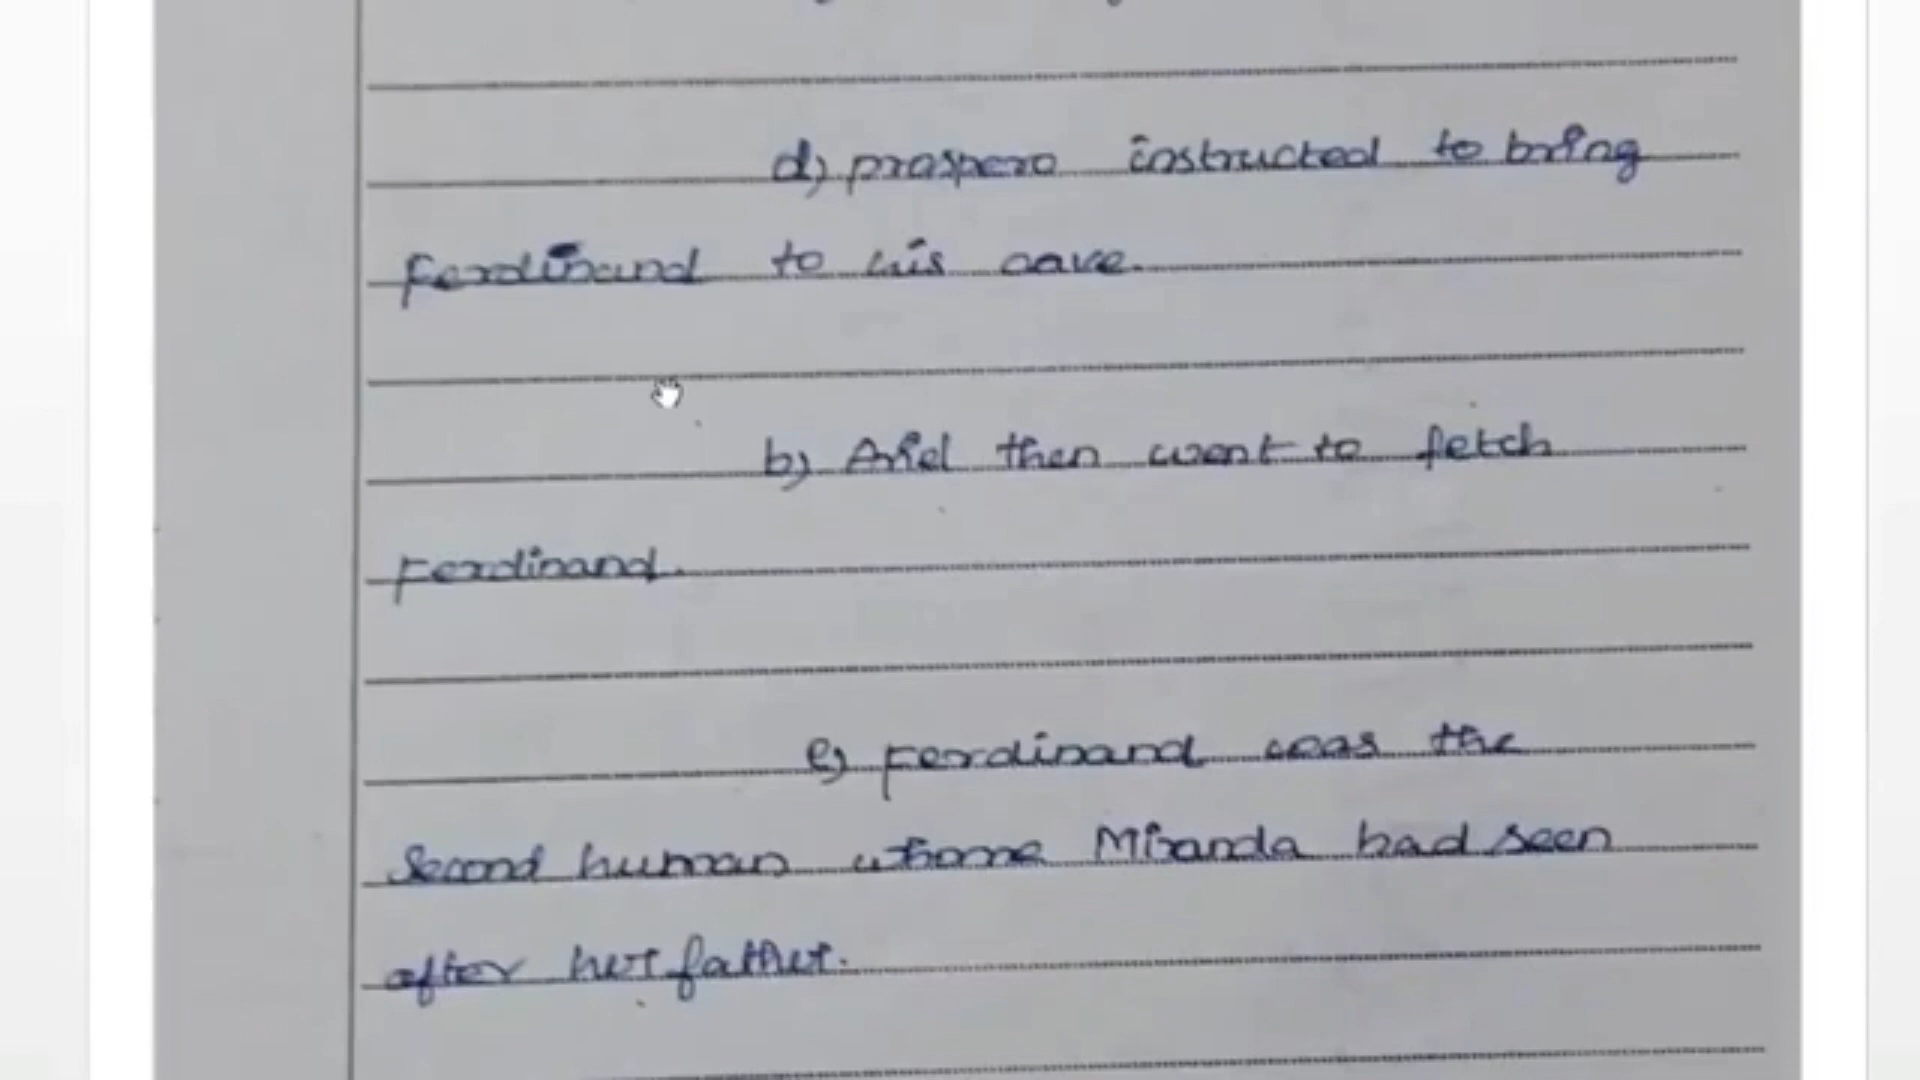 d) prospero instructed to bring
Ferdinand to his cave.
b) Ariel then went to fetch
Ferdinand.
e) Ferdinand was the
Second human whome Miranda had seen
after her father.